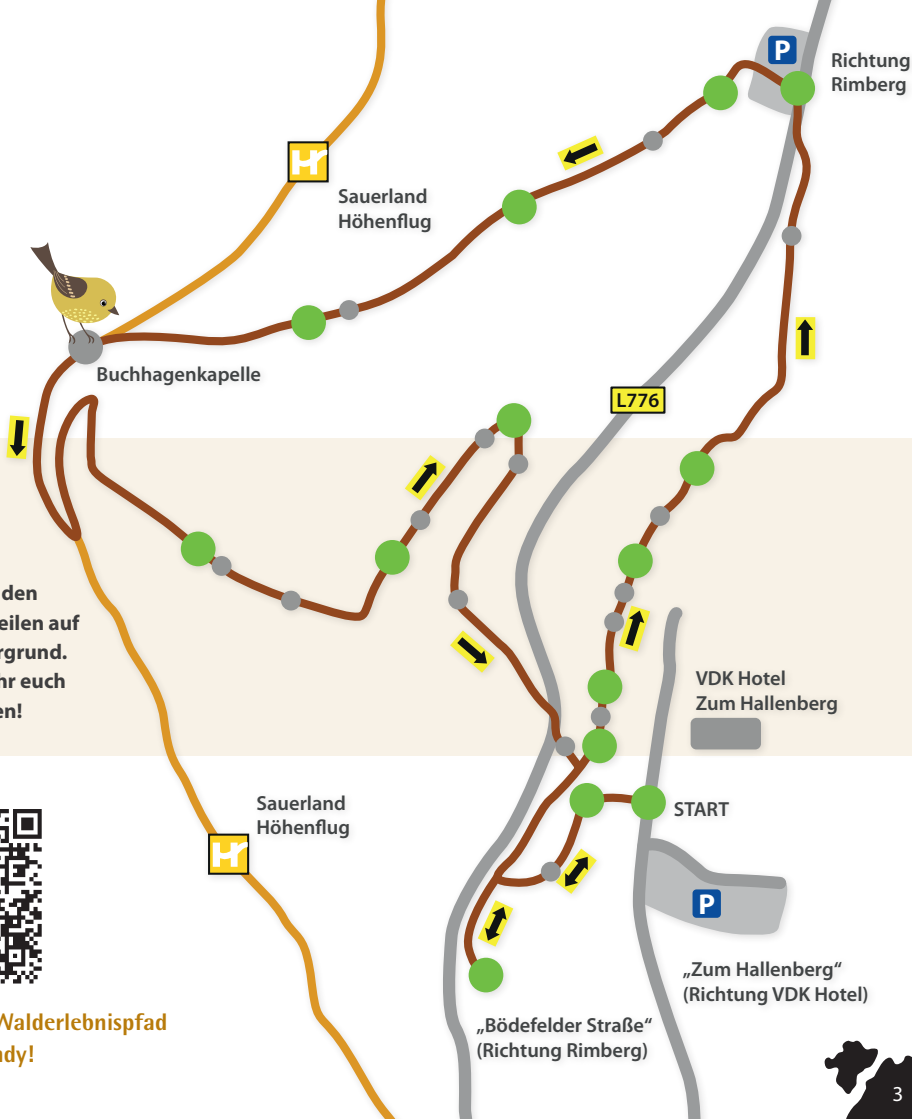 P
Richtung
Rimberg
Sauerland
Höhenflug
Buchhagenkapelle
L776
den
eilen auf
rgrund.
hr euch
en!
VDK Hotel
Zum Hallenberg
Sauerland
Höhenflug
START
P
„Zum Hallenberg“
(Richtung VDK Hotel)
Walderlebnispfad
ndy!
„Bödefelder Straße“
(Richtung Rimberg)
3